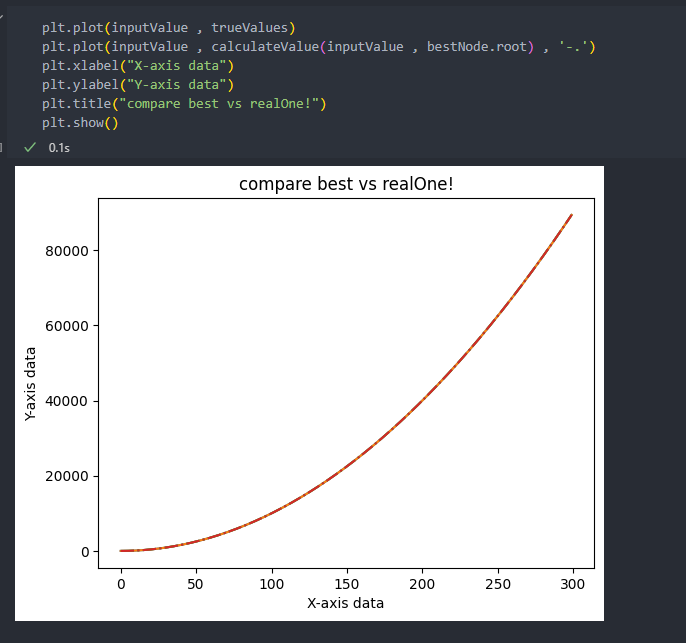 plt.plot(inputValue , trueValues)
plt.plot(inputValue , calculateValue(inputValue , bestNode.root) , '-.')
plt.xlabel("X-axis data")
plt.ylabel("Y-axis data")
plt.title("compare best vs realOne!")
plt.show()
0.1s
compare best vs realOne!
80000
60000
40000
20000
0
Y-axis data
0 50 100 150 200 250 300
X-axis data